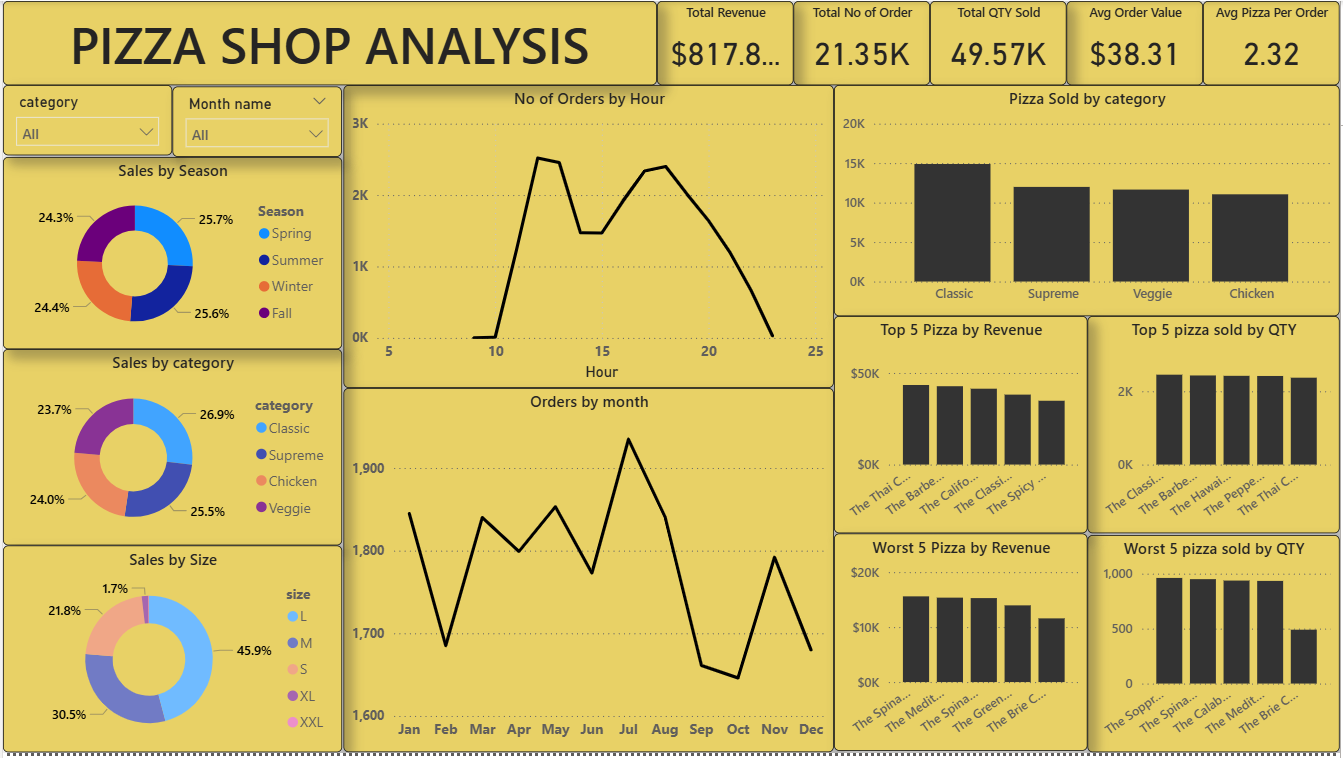 PIZZA SHOP ANALYSIS
Total Revenue
$817.8...
Total No of Order
21.35K
Total QTY Sold
49.57K
Avg Order Value
$38.31
Avg Pizza Per Order
2.32
category
All
Month name
All
Sales by Season
24.3%
25.7%
24.4%
25.6%
Season
Spring
Summer
Winter
Fall
Sales by category
23.7%
26.9%
24.0%
25.5%
category
Classic
Supreme
Chicken
Veggie
Sales by Size
1.7%
21.8%
45.9%
30.5%
size
L
M
S
XL
XXL
No of Orders by Hour
3K
2K
1K
0K
5 10 15 20 25
Hour
Orders by month
1,900
1,800
1,700
1,600
Jan Feb Mar Apr May Jun Jul Aug Sep Oct Nov Dec
Pizza Sold by category
20K
15K
10K
5K
0K
Classic Supreme Veggie Chicken
Top 5 Pizza by Revenue
$50K
$0K
The Thai C...
The Barbe...
The Califo...
The Classi...
The Spicy ...
Top 5 pizza sold by QTY
2K
0K
The Classi...
The Barbe...
The Hawai...
The Peppe...
The Thai C...
Worst 5 Pizza by Revenue
$20K
$10K
$0K
The Spina...
The Medit...
The Spina...
The Green...
The Brie C...
Worst 5 pizza sold by QTY
1,000
500
0
The Soppr...
The Spina...
The Calab...
The Medit...
The Brie C...